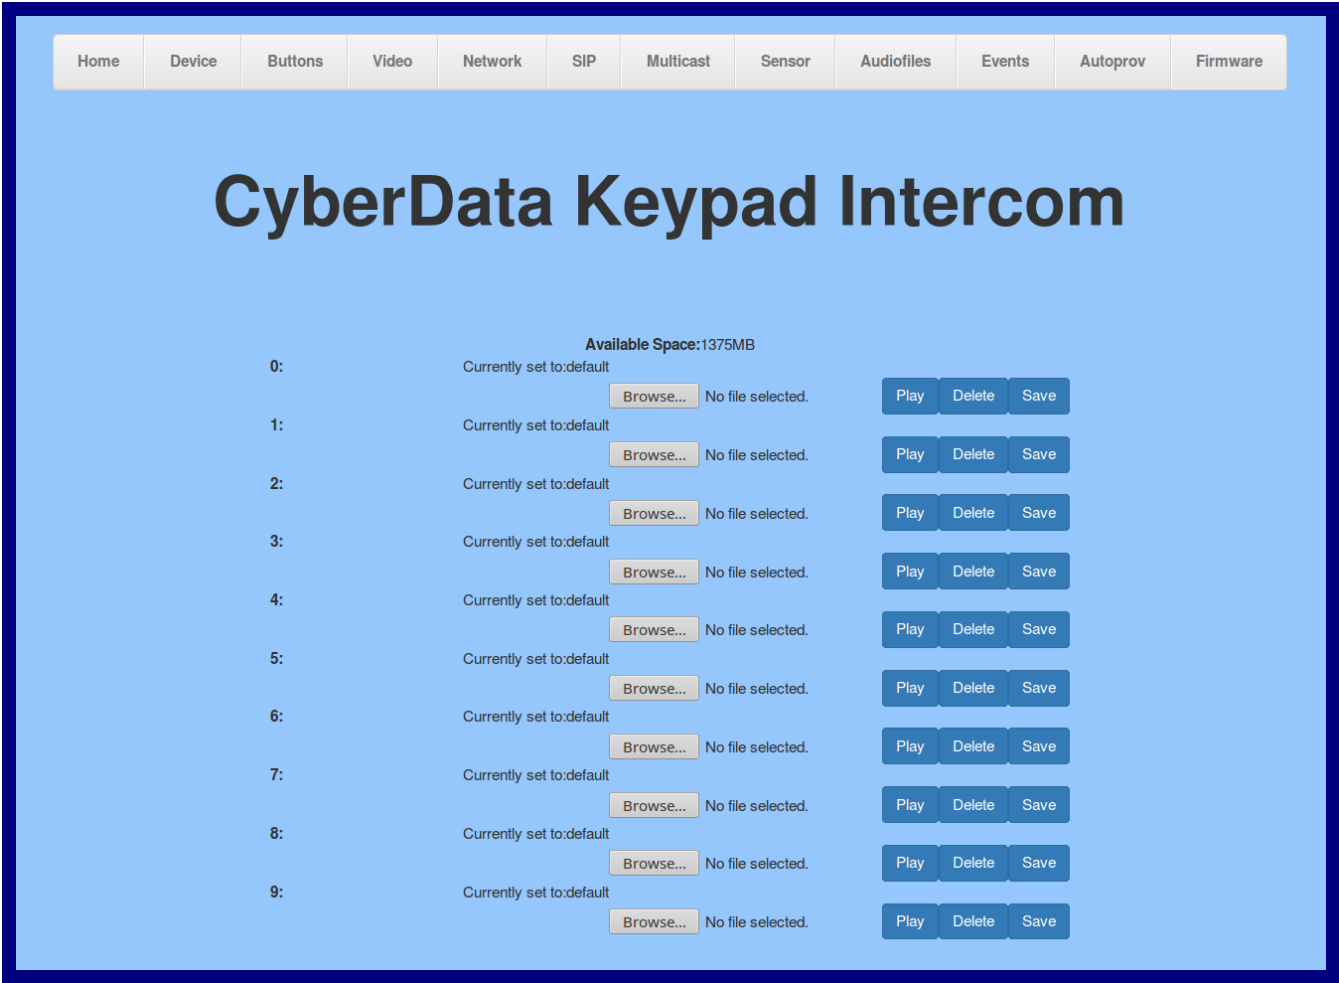 Home Device Buttons Video Network SIP Multicast Sensor Audiofiles Events Autoprov Firmware
CyberData Keypad Intercom
Available Space:1375MB
0: Currently set to:default
Browse... No file selected. Play Delete Save
1: Currently set to:default
Browse... No file selected. Play Delete Save
2: Currently set to:default
Browse... No file selected. Play Delete Save
3: Currently set to:default
Browse... No file selected. Play Delete Save
4: Currently set to:default
Browse... No file selected. Play Delete Save
5: Currently set to:default
Browse... No file selected. Play Delete Save
6: Currently set to:default
Browse... No file selected. Play Delete Save
7: Currently set to:default
Browse... No file selected. Play Delete Save
8: Currently set to:default
Browse... No file selected. Play Delete Save
9: Currently set to:default
Browse... No file selected. Play Delete Save